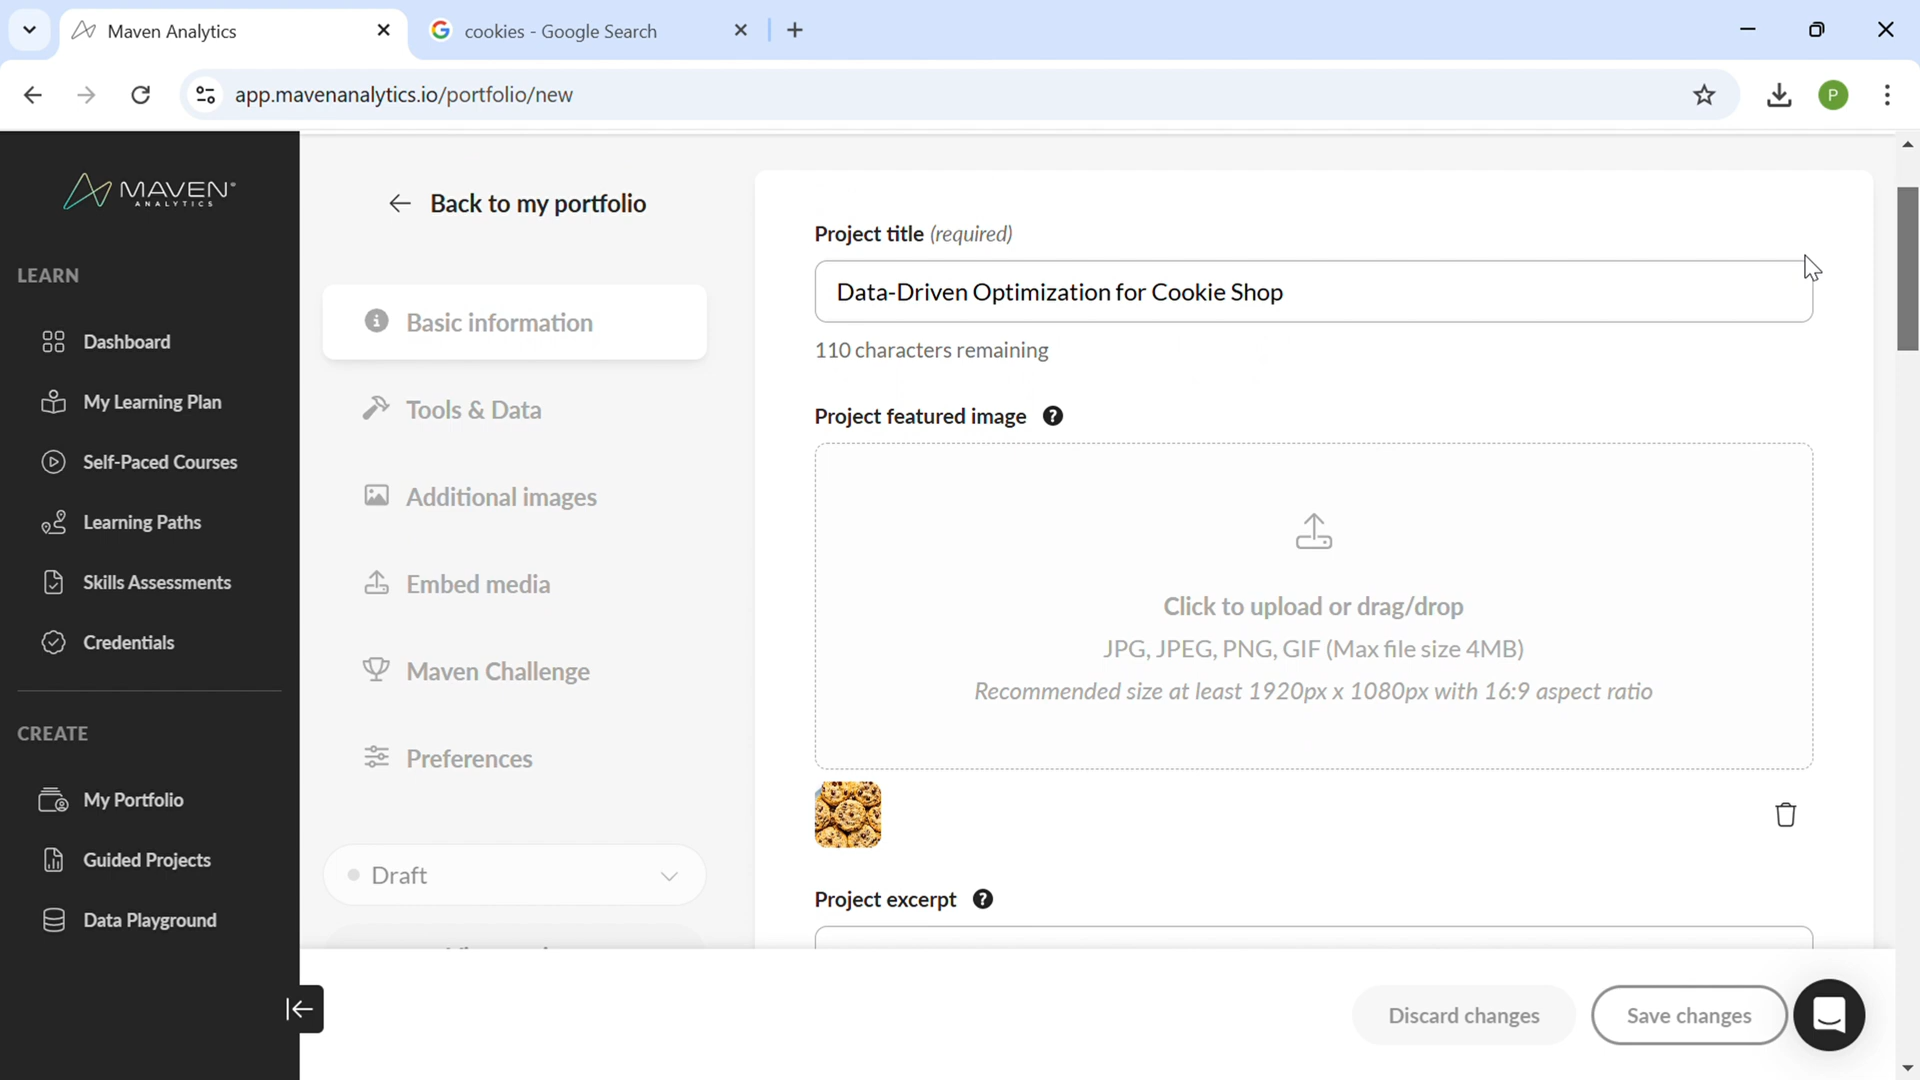 Maven Analytics
cookies - Google Search
app.mavenanalytics.io/portfolio/new
P
MAVEN
ANALYTICS
LEARN
Dashboard
My Learning Plan
Self-Paced Courses
Learning Paths
Skills Assessments
Credentials
CREATE
My Portfolio
Guided Projects
Data Playground
Back to my portfolio
Basic information
Tools & Data
Additional images
Embed media
Maven Challenge
Preferences
Draft
Project title (required)
Data-Driven Optimization for Cookie Shop
110 characters remaining
Project featured image
Click to upload or drag/drop
JPG, JPEG, PNG, GIF (Max file size 4MB)
Recommended size at least 1920px x 1080px with 16:9 aspect ratio
Project excerpt
Discard changes
Save changes